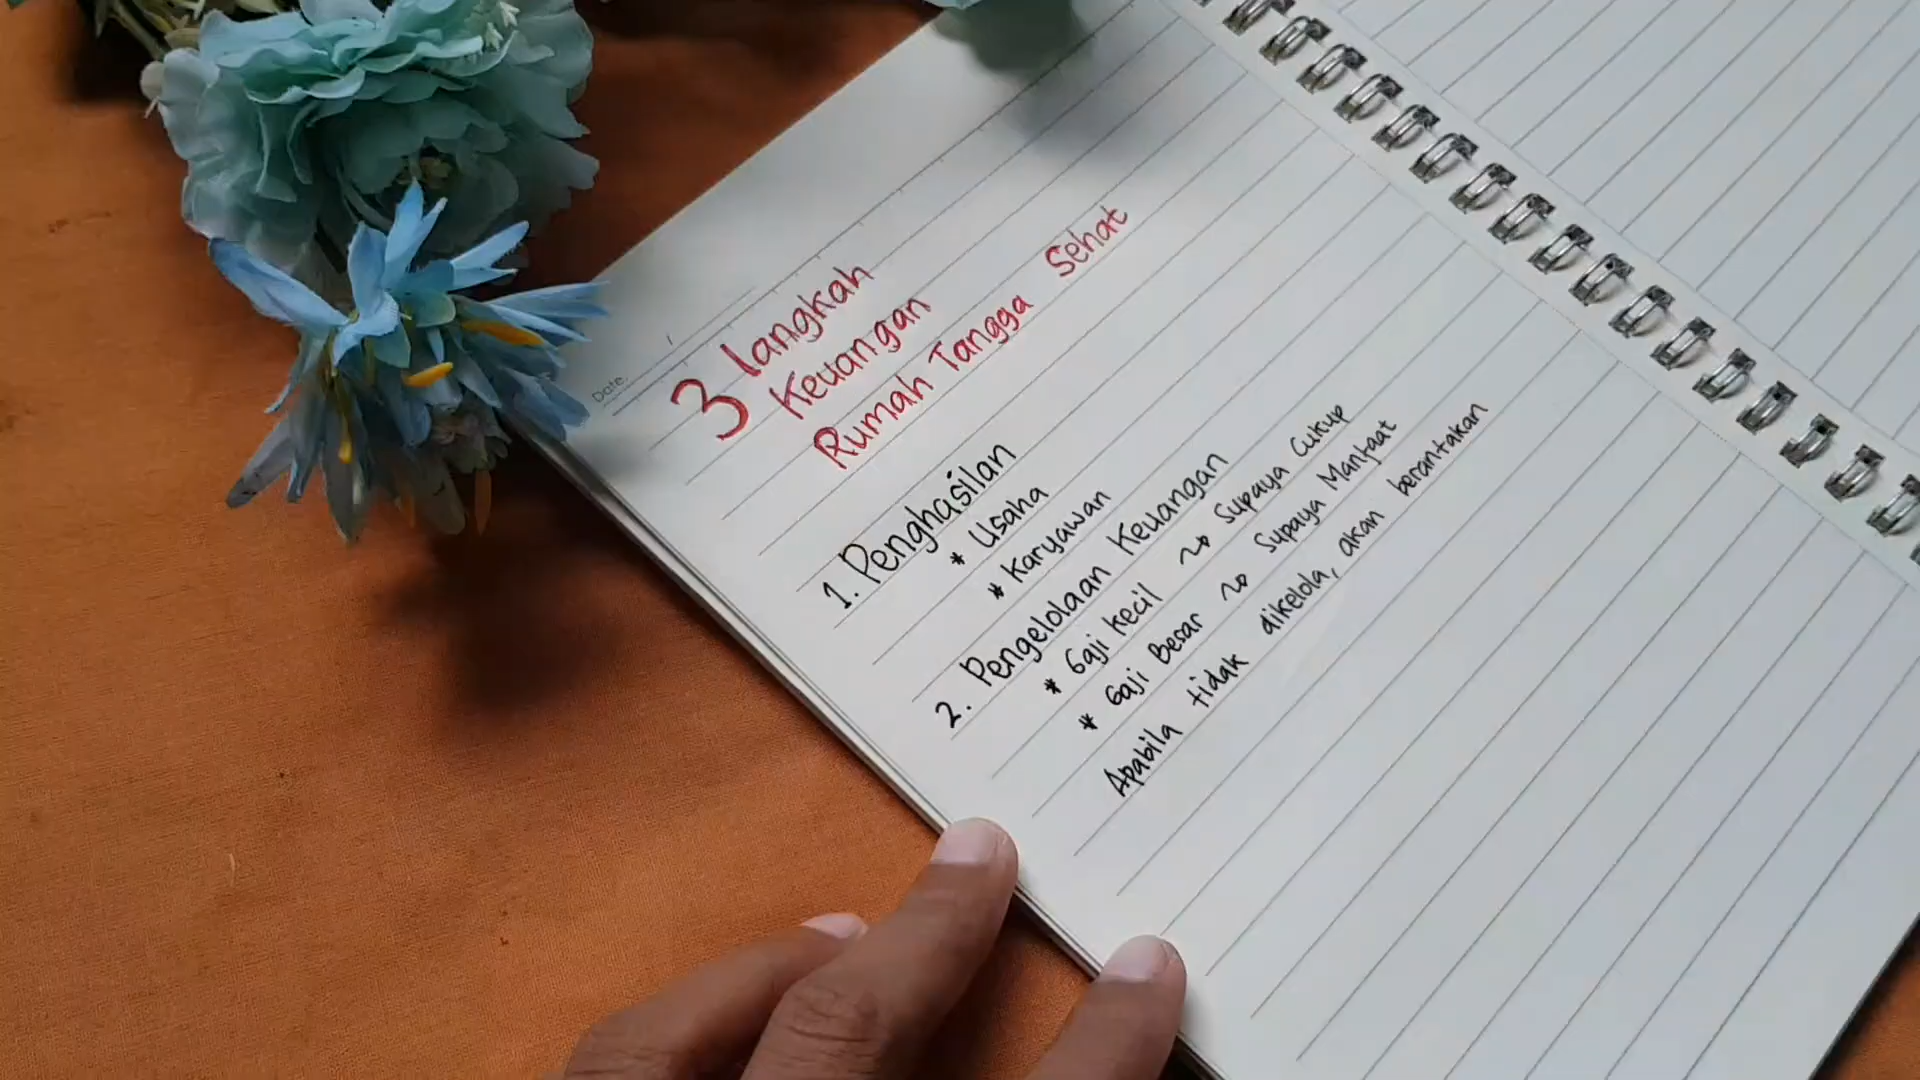 Date.
3 langkah
Keuangan
Rumah Tangga Sehat
1. Penghasilan
* Usaha
* Karyawan
2. Pengelolaan Keuangan
* Gaji kecil ~> Supaya Cukup
* Gaji Besar ~> Supaya Manfaat
Apabila tidak dikelola, akan berantakan